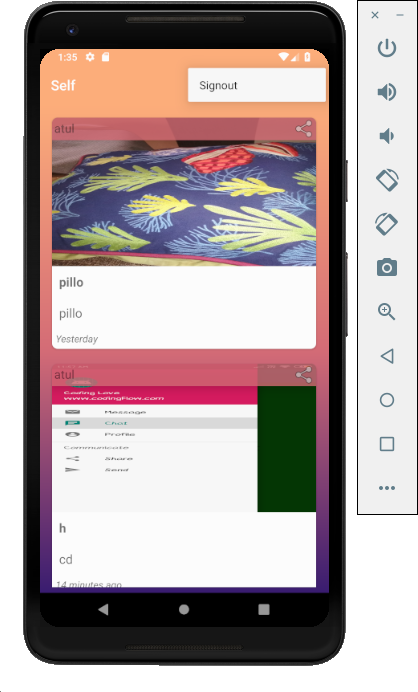 1:35
Self
Signout
atul
pillo
pillo
Yesterday
atul
Coding Love
www.codingflow.com
Message
Chat
Profile
Communicate
Share
Send
h
cd
14 minutes ago